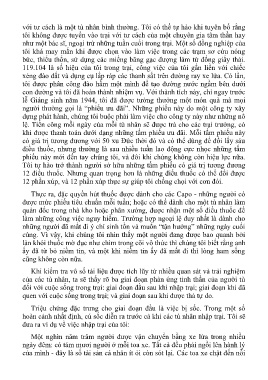 với tư cách là một tù nhân bình thường. Tôi có thể tự hào khi tuyên bố rằng
tôi không được tuyển vào trại với tư cách của một chuyên gia tâm thần hay
như một bác sĩ, ngoại trừ những tuần cuối trong trại. Một số đồng nghiệp của
tôi khá may mắn khi được chọn vào làm việc trong các trạm sơ cứu nóng
bức, thiếu thốn, sử dụng các miếng băng gạc được làm từ đống giấy thải.
119.104 là số hiệu của tôi trong trại, công việc của tôi gắn liền với chiếc
xẻng đào đất và dụng cụ lắp ráp các thanh sắt trên đường ray xe lửa. Có lần,
tôi được phân công đào hầm một mình để tạo đường nước ngầm bên dưới
con đường và tôi đã hoàn thành nhiệm vụ. Với thành tích này, chỉ ngay trước
lễ Giáng sinh năm 1944, tôi đã được tưởng thưởng một món quà mà mọi
người thường gọi là "phiếu ưu đãi". Những phiếu này do một công ty xây
dựng phát hành, chúng tôi buộc phải làm việc cho công ty này như những nô
lệ. Tiền công mỗi ngày của mỗi tù nhân sẽ được trả cho các trại trưởng, có
khi được thanh toán dưới dạng những tấm phiếu ưu đãi. Mỗi tấm phiếu này
có giá trị tương đương với 50 xu Đức thời đó và có thể dùng để đổi lấy sáu
điếu thuốc, nhưng thường là sau nhiều tuần lao động cực nhọc những tấm
phiếu này mới đến tay chúng tôi, và đôi khi chúng không còn hiệu lực nữa.
Tôi tự hào trở thành người sở hữu những tấm phiếu có giá trị tương đương
12 điếu thuốc. Nhưng quan trọng hơn là những điếu thuốc có thể đổi được
12 phần xúp, và 12 phần xúp thực sự giúp tôi chống chọi với cơn đói.
Thực ra, đặc quyền hút thuốc được dành cho các Capo - những người có
được mức phiếu tiêu chuẩn mỗi tuần; hoặc có thể dành cho một tù nhân làm
quản đốc trong nhà kho hoặc phân xưởng, được nhận một số điếu thuốc để
làm những công việc nguy hiểm. Trường hợp ngoại lệ duy nhất là dành cho
những người đã mất đi ý chí sinh tồn và muốn "tận hưởng" những ngày cuối
cùng. Vì vậy, khi chúng tôi nhìn thấy một người đang được bao quanh bởi
làn khói thuốc mờ đục như chìm trong cõi vô thức thì chúng tôi biết rằng anh
ấy đã từ bỏ niềm tin, và một khi niềm tin ấy đã mất đi thì lòng ham sống
cũng không còn nữa.
Khi kiểm tra vô số tài liệu được tích lũy từ nhiều quan sát và trải nghiệm
của các tù nhân, ta sẽ thấy rõ ba giai đoạn phản ứng tinh thần của người tù
đối với cuộc sống trong trại: giai đoạn đầu sau khi nhập trại; giai đoạn khi đã
quen với cuộc sống trong trại; và giai đoạn sau khi được thả tự do.
Triệu chứng đặc trưng cho giai đoạn đầu là việc bị sốc. Trong một số
hoàn cảnh nhất định, cú sốc diễn ra trước cả khi các tù nhân nhập trại. Tôi sẽ
đưa ra ví dụ về việc nhập trại của tôi:
Một nghìn năm trăm người được vận chuyển bằng xe lửa trong nhiều
ngày đêm; có tám mươi người ở mỗi toa xe. Tất cả đều phải ngồi lên hành lý
của mình - đây là số tài sản cá nhân ít ỏi còn sót lại. Các toa xe chật đến nỗi